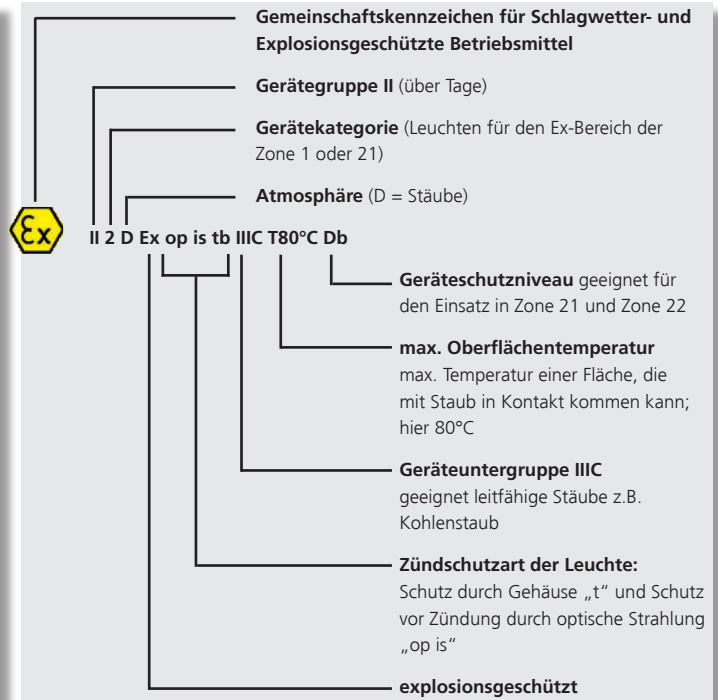 Gemeinschaftskennzeichen für Schlagwetter- und
Explosionsgeschützte Betriebsmittel
Gerätegruppe II (über Tage)
Gerätekategorie (Leuchten für den Ex-Bereich der
Zone 1 oder 21)
Atmosphäre (D = Stäube)
Ex II 2 D Ex op is tb IIIC T80°C Db
Geräteschutzniveau geeignet für
den Einsatz in Zone 21 und Zone 22
max. Oberflächentemperatur
max. Temperatur einer Fläche, die
mit Staub in Kontakt kommen kann;
hier 80°C
Geräteuntergruppe IIIC
geeignet leitfähige Stäube z.B.
Kohlenstaub
Zündschutzart der Leuchte:
Schutz durch Gehäuse „t“ und Schutz
vor Zündung durch optische Strahlung
„op is“
explosionsgeschützt